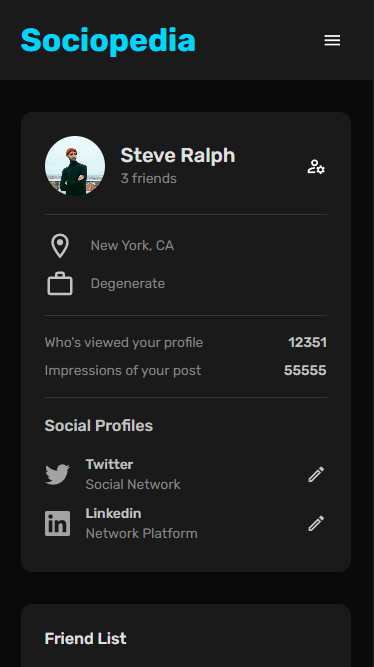 Sociopedia
Steve Ralph
3 friends
New York, CA
Degenerate
Who's viewed your profile 12351
Impressions of your post 55555
Social Profiles
Twitter
Social Network
Linkedin
Network Platform
Friend List